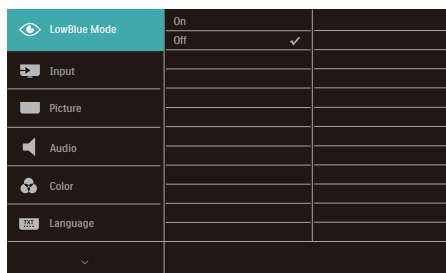 LowBlue Mode
On
Off
Input
Picture
Audio
Color
TXT
Language